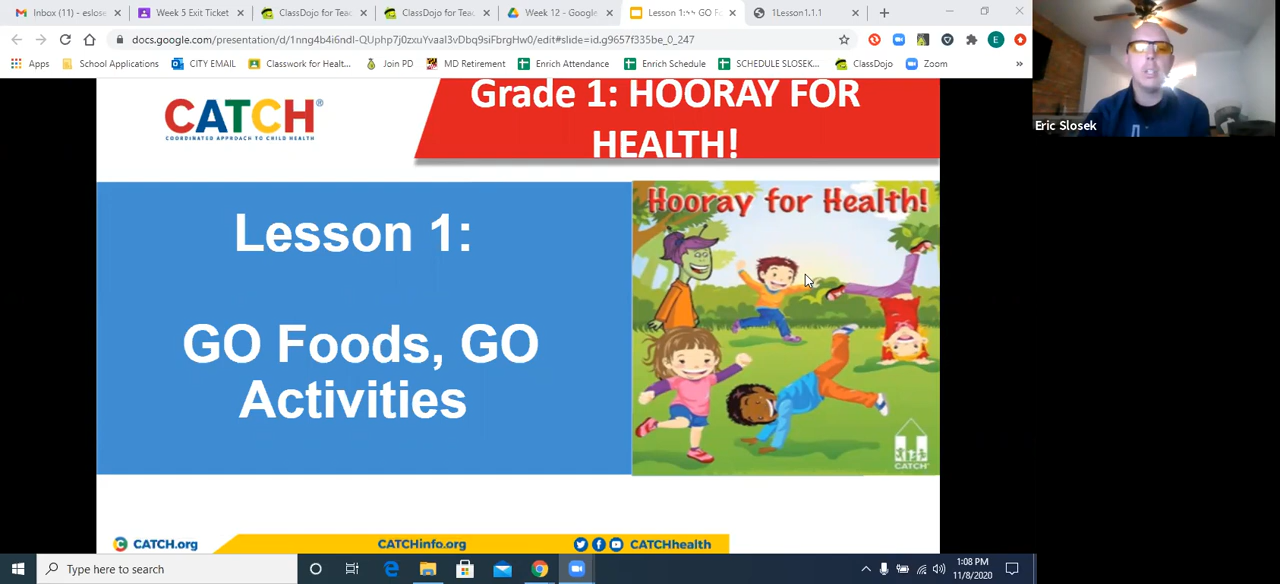 Inbox (11) - eslose
Week 5 Exit Ticket
ClassDojo for Teac
ClassDojo for Teac
Week 12 - Google
Lesson 1:** GO F
1Lesson1.1.1
docs.google.com/presentation/d/1nng4b4i6ndI-QUphp7j0zxuYvaaI3vDbq9siFbrgHw0/edit#slide=id.g9657f335be_0_247
E
Apps
School Applications
CITY EMAIL
Classwork for Healt...
Join PD
MD Retirement
Enrich Attendance
Enrich Schedule
SCHEDULE SLOSEK...
ClassDojo
Zoom
»
Eric Slosek
CATCH®
COORDINATED APPROACH TO CHILD HEALTH
Grade 1: HOORAY FOR
HEALTH!
Lesson 1:
GO Foods, GO
Activities
Hooray for Health!
CATCH
CATCH.org
CATCHinfo.org
CATCHhealth
Type here to search
1:08 PM
11/8/2020